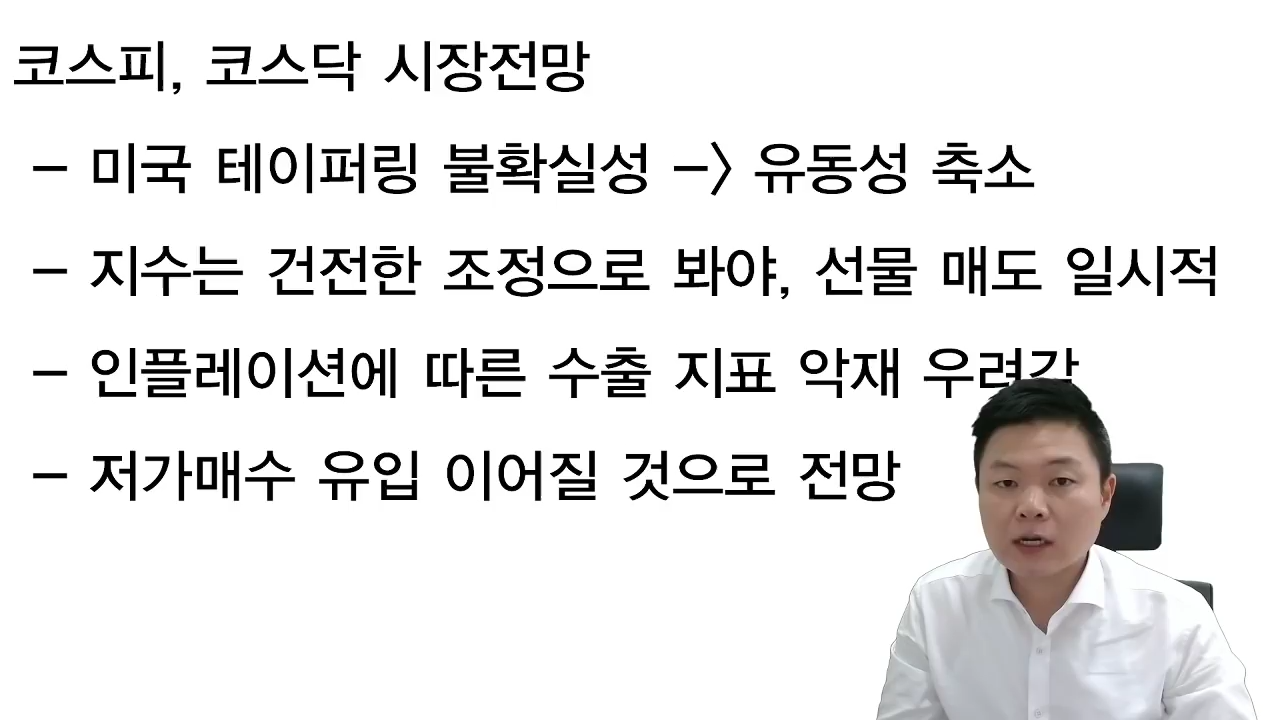 코스피, 코스닥 시장전망
- 미국 테이퍼링 불확실성 -> 유동성 축소
- 지수는 건전한 조정으로 봐야, 선물 매도 일시적
- 인플레이션에 따른 수출 지표 악재 우려감
- 저가매수 유입 이어질 것으로 전망